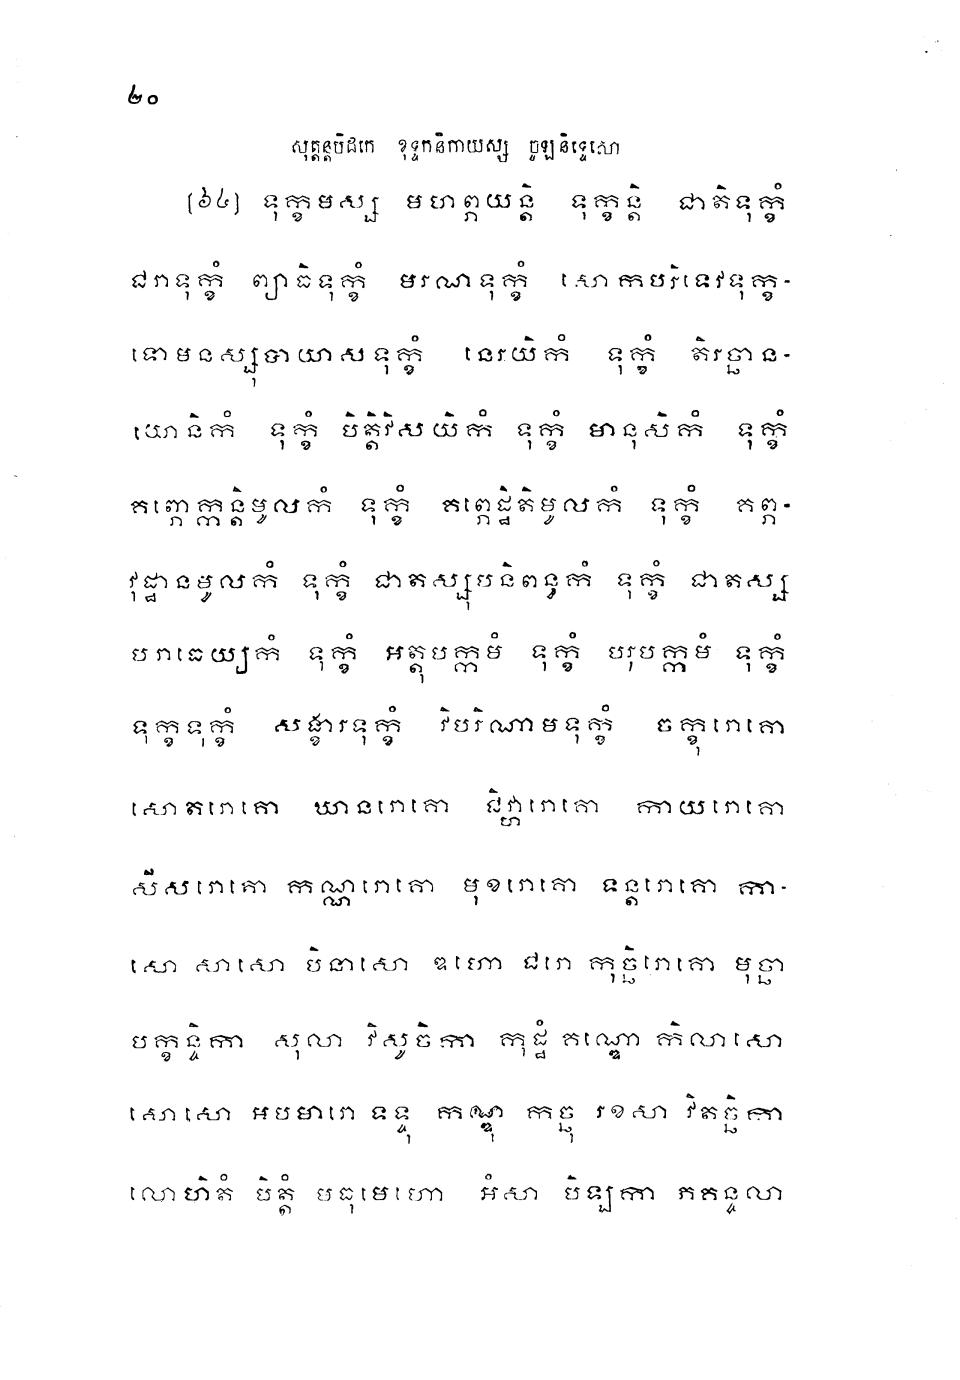 ២០
សុត្តន្តបិដកេ ខុទ្ទកនិកាយស្ស ចូឡនិទ្ទេសោ
(៦៤) ទុក្ខមស្ស មហព្ភយន្តិ ទុក្ខន្តិ ជាតិទុក្ខំ
ជរាទុក្ខំ ព្យាធិទុក្ខំ មរណទុក្ខំ សោកបរិទេវទុក្ខ-
ទោមនស្សុបាយាសទុក្ខំ នេរយិកំ ទុក្ខំ តិរច្ឆាន-
យោនិកំ ទុក្ខំ បិត្តិវិសយិកំ ទុក្ខំ មានុសិកំ ទុក្ខំ
គព្ភោក្កន្តិមូលកំ ទុក្ខំ គព្ភេដ្ឋិតិមូលកំ ទុក្ខំ គព្ភ-
វុដ្ឋានមូលកំ ទុក្ខំ ជាតស្សុបនិពន្ធកំ ទុក្ខំ ជាតស្ស
បរាធេយ្យកំ ទុក្ខំ អត្តុបក្កមំ ទុក្ខំ បរុបក្កមំ ទុក្ខំ
ទុក្ខទុក្ខំ សង្ខារទុក្ខំ វិបរិណាមទុក្ខំ ចក្ខុរោគោ
សោតរោគោ ឃានរោគោ ជិវ្ហារោគោ កាយរោគោ
សីសរោគោ កណ្ណរោគោ មុខរោគោ ទន្តរោគោ កា-
សោ សាសោ បិនាសោ ឌហោ ជរោ កុច្ឆិរោគោ មុច្ឆា
បក្ខន្ទិកា សុលា វិសូចិកា កុដ្ឋំ គណ្ឌោ កិលាសោ
សោសោ អបមារោ ទទ្ទុ កណ្ឌុ កច្ឆុ រខសា វិតច្ឆិកា
លោហិតំ បិត្តំ មធុមេហោ អំសា បិឡកា ភគន្ទលា